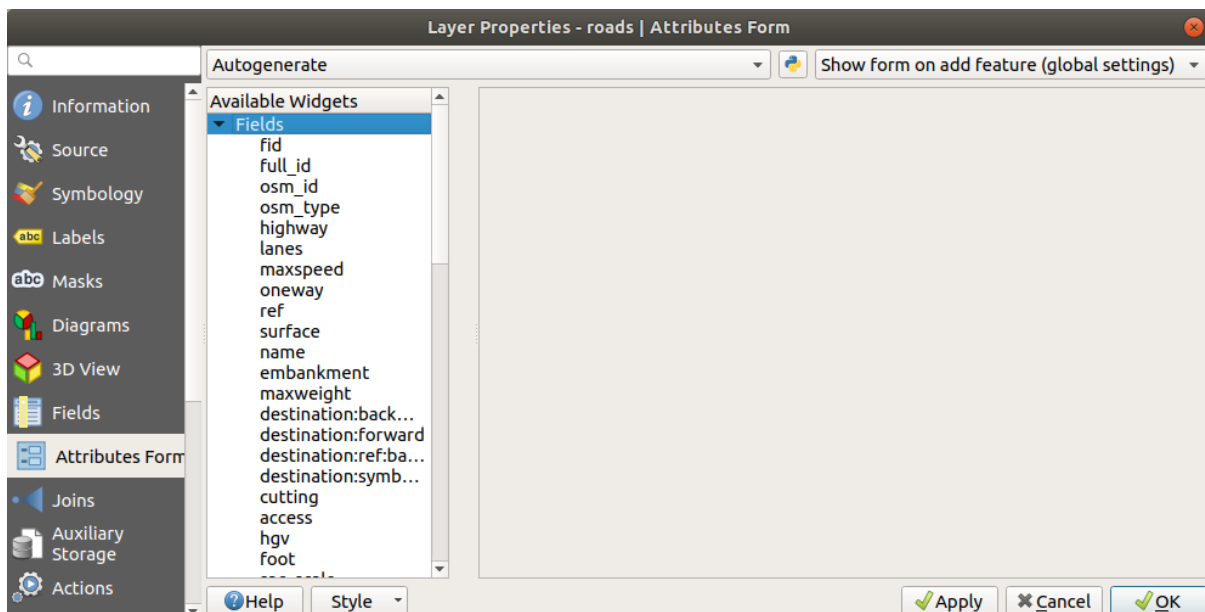 Layer Properties - roads | Attributes Form
Autogenerate
Show form on add feature (global settings)
Information
Source
Symbology
abc Labels
abc Masks
Diagrams
3D View
Fields
Attributes Form
Joins
Auxiliary
Storage
Actions
Available Widgets
Fields
fid
full_id
osm_id
osm_type
highway
lanes
maxspeed
oneway
ref
surface
name
embankment
maxweight
destination:back...
destination:forward
destination:ref:ba...
destination:symb...
cutting
access
hgv
foot
Help
Style
Apply
Cancel
OK